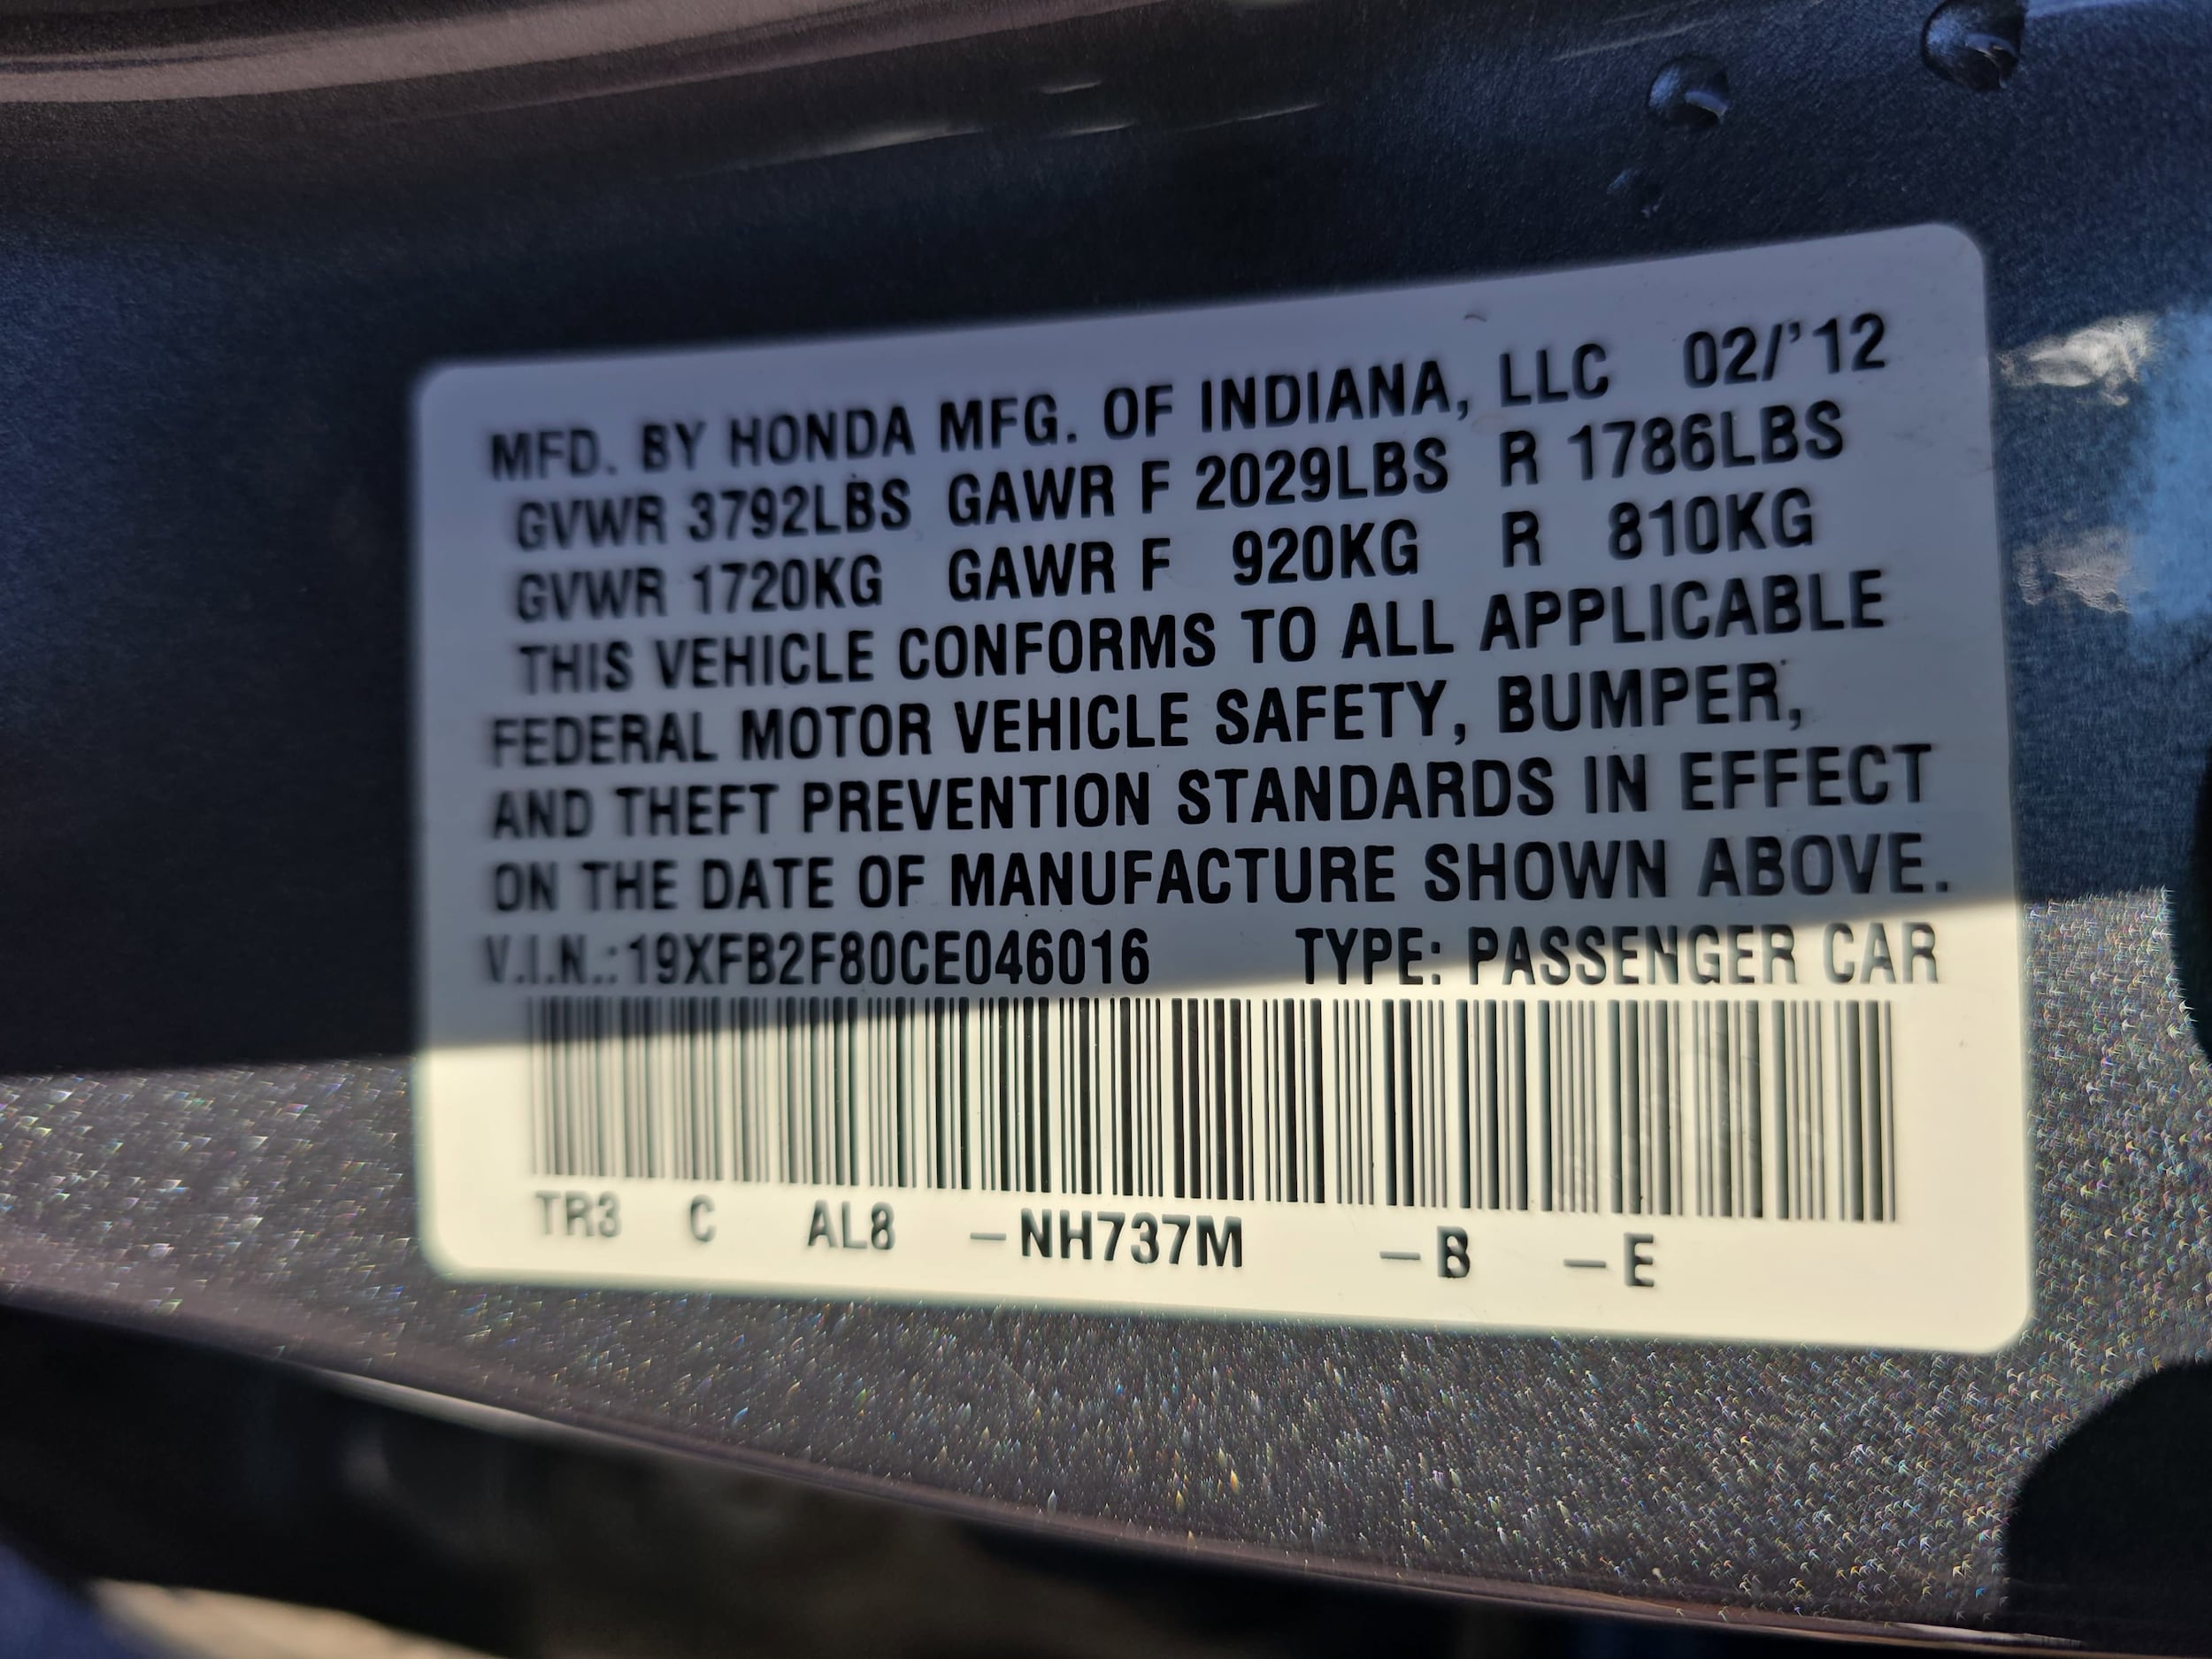 MFD. BY HONDA MFG. OF INDIANA, LLC 02/'12
GVWR 3792LBS GAWR F 2029LBS R 1786LBS
GVWR 1720KG GAWR F 920KG R 810KG
THIS VEHICLE CONFORMS TO ALL APPLICABLE
FEDERAL MOTOR VEHICLE SAFETY, BUMPER,
AND THEFT PREVENTION STANDARDS IN EFFECT
ON THE DATE OF MANUFACTURE SHOWN ABOVE.
V.I.N.:19XFB2F80CE046016 TYPE: PASSENGER CAR
TR3 C AL8 –NH737M –B –E